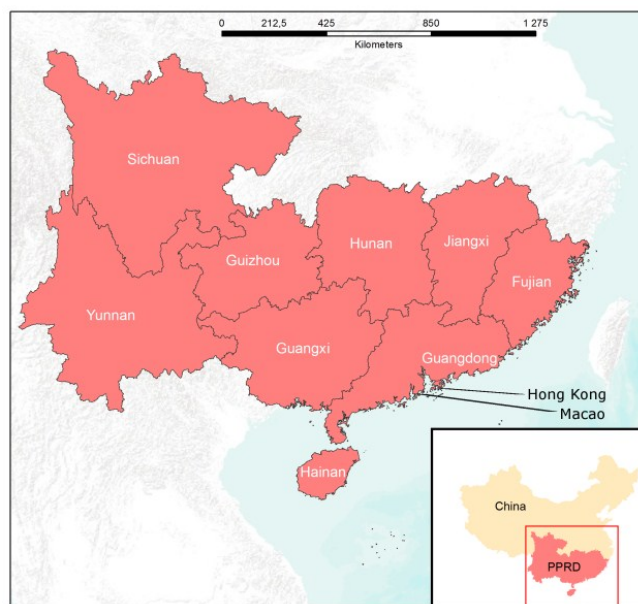 0 212,5 425 850 1 275
Kilometers
Sichuan
Guizhou
Hunan
Jiangxi
Fujian
Yunnan
Guangxi
Guangdong
Hong Kong
Macao
Hainan
China
PPRD